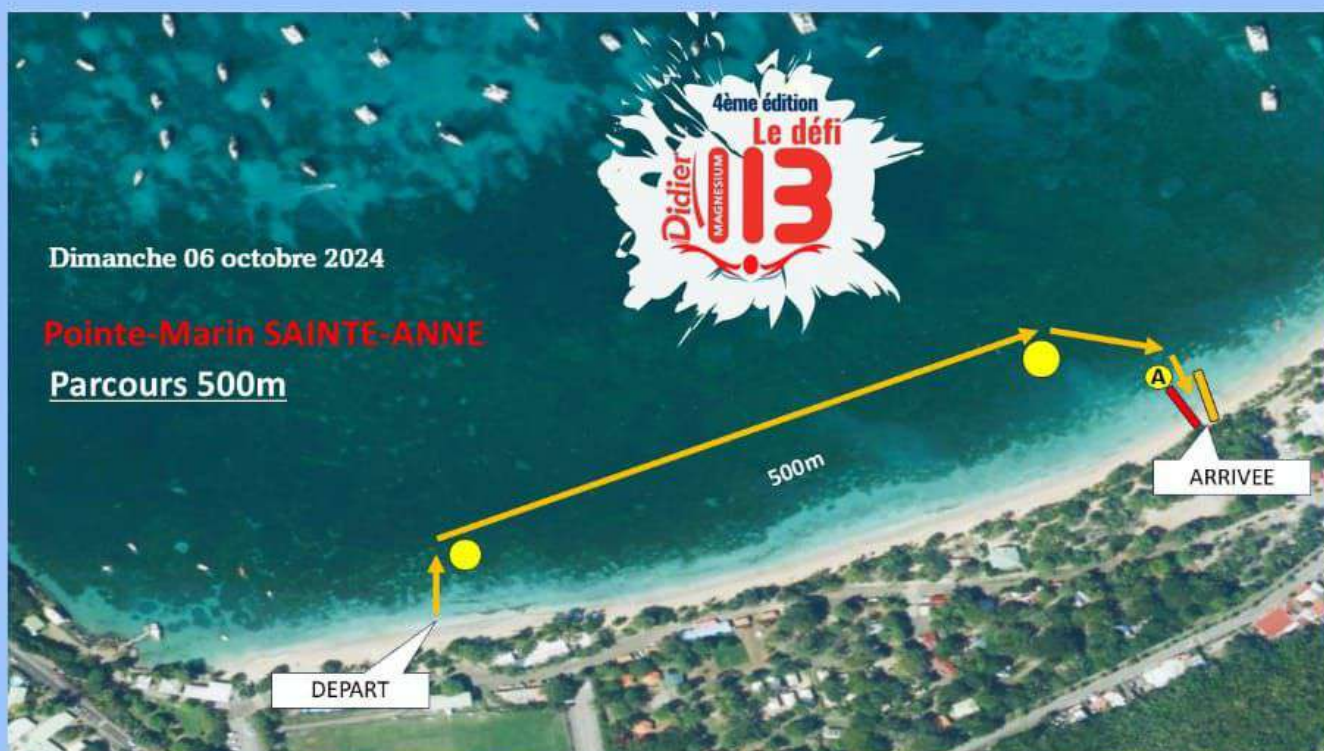 4ème édition
Le défi
Didier
MAGNESIUM
113
Dimanche 06 octobre 2024
Pointe-Marin SAINTE-ANNE
Parcours 500m
A
500m
ARRIVEE
DEPART